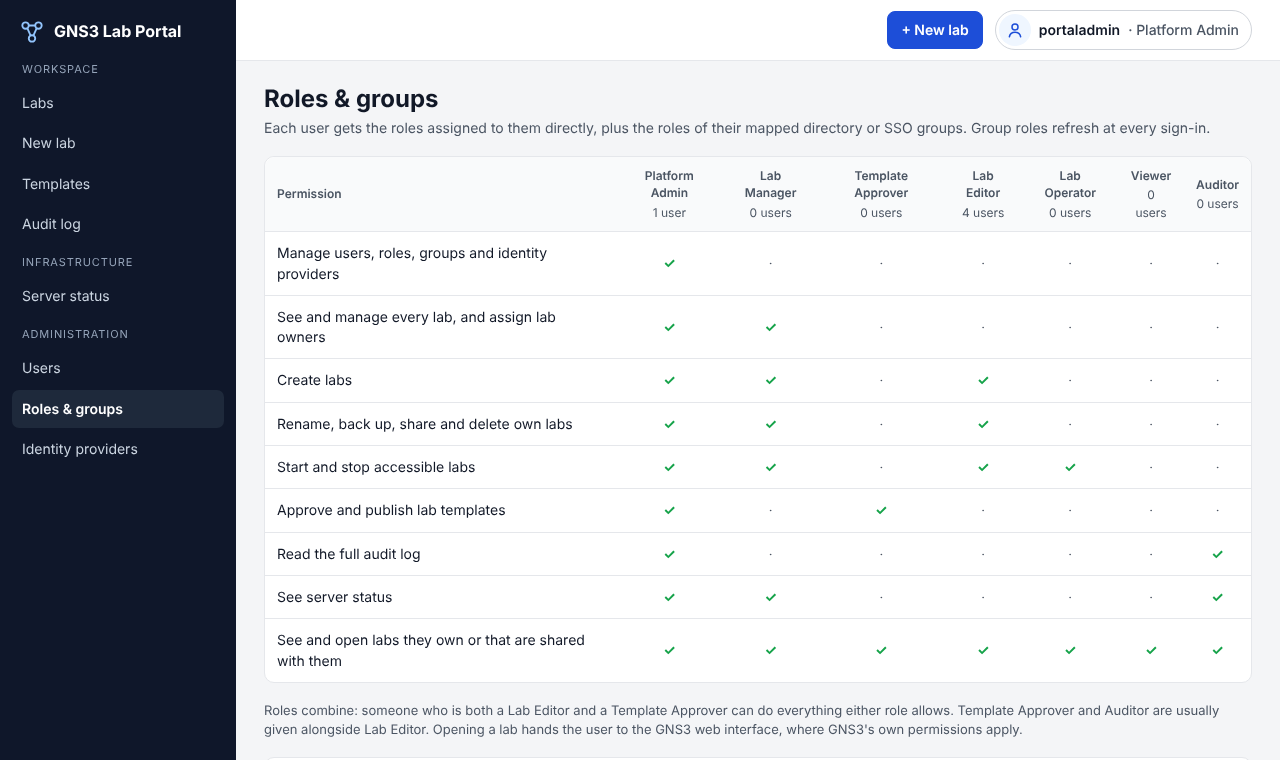 GNS3 Lab Portal
WORKSPACE
Labs
New lab
Templates
Audit log
INFRASTRUCTURE
Server status
ADMINISTRATION
Users
Roles & groups
Identity providers
+ New lab
portaladmin · Platform Admin
Roles & groups
Each user gets the roles assigned to them directly, plus the roles of their mapped directory or SSO groups. Group roles refresh at every sign-in.
Permission
Platform
Admin
1 user
Lab
Manager
0 users
Template
Approver
0 users
Lab
Editor
4 users
Lab
Operator
0 users
Viewer
0
users
Auditor
0 users
Manage users, roles, groups and identity
providers
See and manage every lab, and assign lab
owners
Create labs
Rename, back up, share and delete own labs
Start and stop accessible labs
Approve and publish lab templates
Read the full audit log
See server status
See and open labs they own or that are shared
with them
Roles combine: someone who is both a Lab Editor and a Template Approver can do everything either role allows. Template Approver and Auditor are usually
given alongside Lab Editor. Opening a lab hands the user to the GNS3 web interface, where GNS3's own permissions apply.